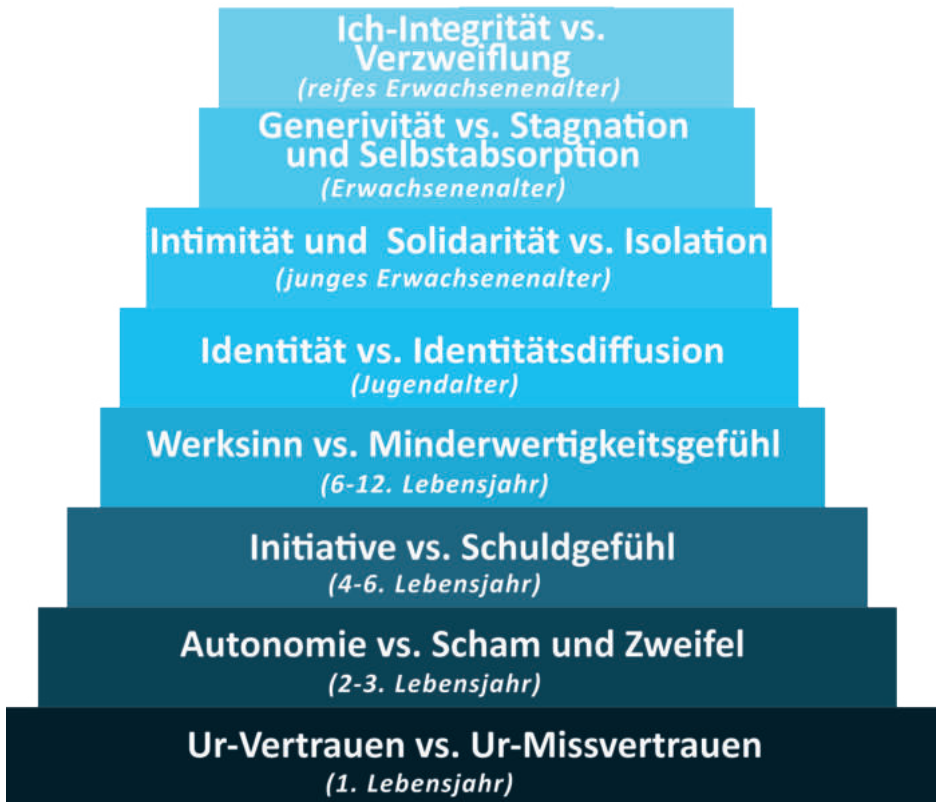 Ich-Integrität vs.
Verzweiflung
(reifes Erwachsenenalter)
Generivität vs. Stagnation
und Selbstabsorption
(Erwachsenenalter)
Intimität und Solidarität vs. Isolation
(junges Erwachsenenalter)
Identität vs. Identitätsdiffusion
(Jugendalter)
Werksinn vs. Minderwertigkeitsgefühl
(6-12. Lebensjahr)
Initiative vs. Schuldgefühl
(4-6. Lebensjahr)
Autonomie vs. Scham und Zweifel
(2-3. Lebensjahr)
Ur-Vertrauen vs. Ur-Missvertrauen
(1. Lebensjahr)